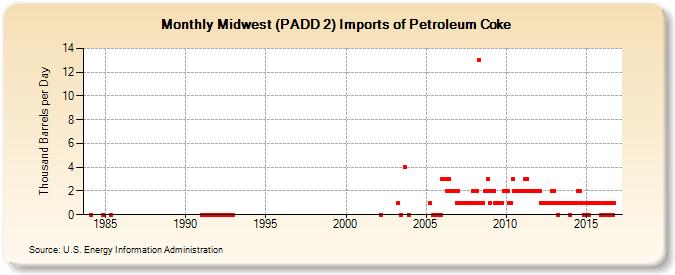 Monthly Midwest (PADD 2) Imports of Petroleum Coke
Thousand Barrels per Day
14
12
10
8
6
4
2
0
1985 1990 1995 2000 2005 2010 2015
Source: U.S. Energy Information Administration